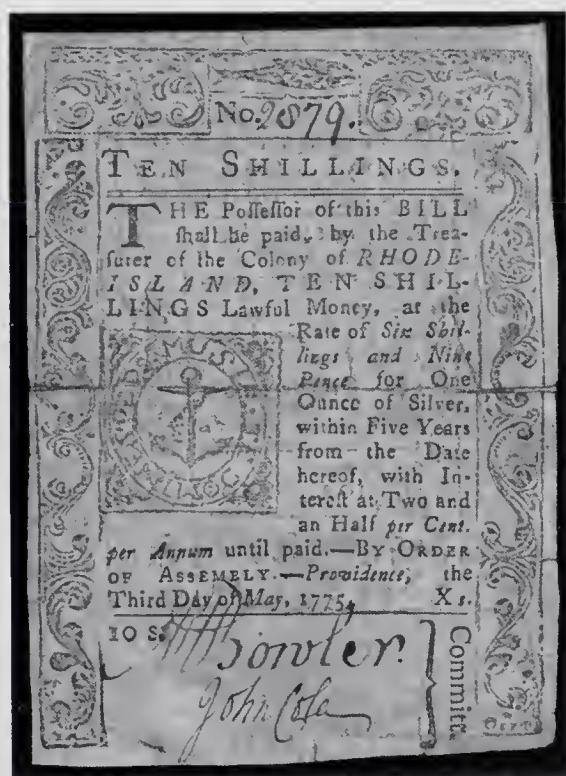 No. 2879.
TEN SHILLINGS.
THE Poſſeſſor of this BILL
ſhall be paid, by the Trea-
ſurer of the Colony of RHODE-
ISLAND, TEN SHIL-
LINGS Lawful Money, at the
Rate of Six Shil-
lings and Nine
Pence for One
Ounce of Silver,
within Five Years
from the Date
hereof, with In-
tereſt at Two and
an Half per Cent.
per Annum until paid.—BY ORDER
OF ASSEMBLY.—Providence, the
Third Day of May, 1775. X s.
10 S.
Bowler.
John Cole
Committ.